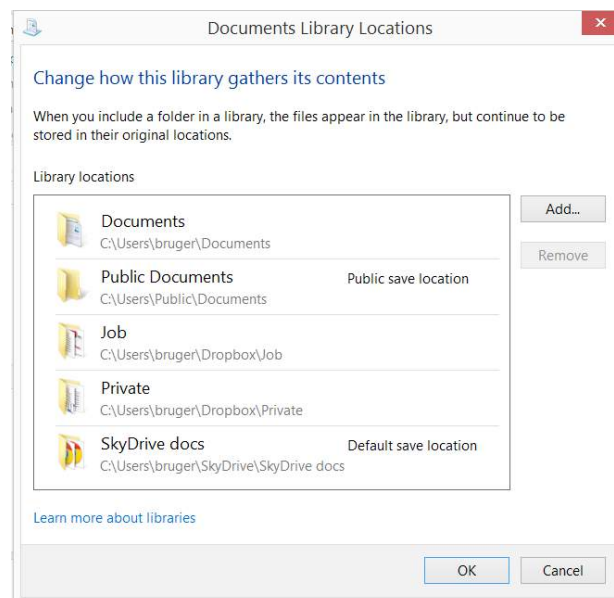 Documents Library Locations
Change how this library gathers its contents
When you include a folder in a library, the files appear in the library, but continue to be
stored in their original locations.
Library locations
Documents
C:\Users\bruger\Documents
Public Documents Public save location
C:\Users\Public\Documents
Job
C:\Users\bruger\Dropbox\Job
Private
C:\Users\bruger\Dropbox\Private
SkyDrive docs Default save location
C:\Users\bruger\SkyDrive\SkyDrive docs
Add...
Remove
Learn more about libraries
OK Cancel